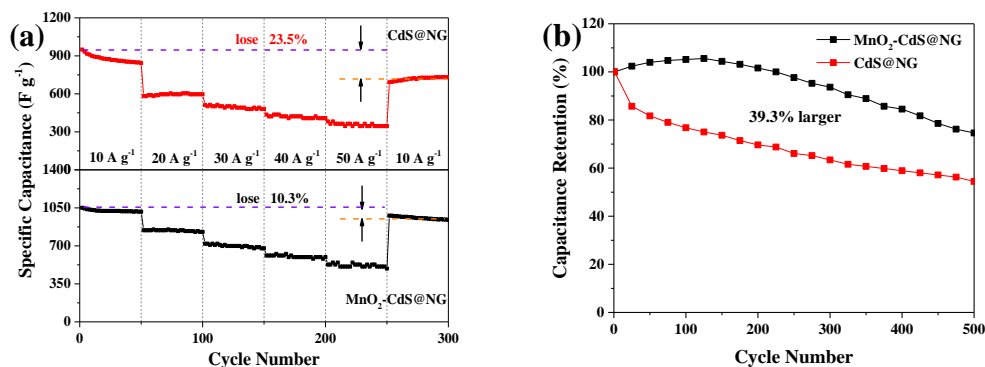 (a)
1200
900
600
300
lose 23.5%
CdS@NG
10 A g⁻¹ 20 A g⁻¹ 30 A g⁻¹ 40 A g⁻¹ 50 A g⁻¹ 10 A g⁻¹
1400
1050
700
350
0
lose 10.3%
MnO₂-CdS@NG
0 100 200 300
Cycle Number
Specific Capacitance (F g⁻¹)
(b)
120
100
80
60
40
20
0
MnO₂-CdS@NG
CdS@NG
39.3% larger
0 100 200 300 400 500
Cycle Number
Capacitance Retention (%)